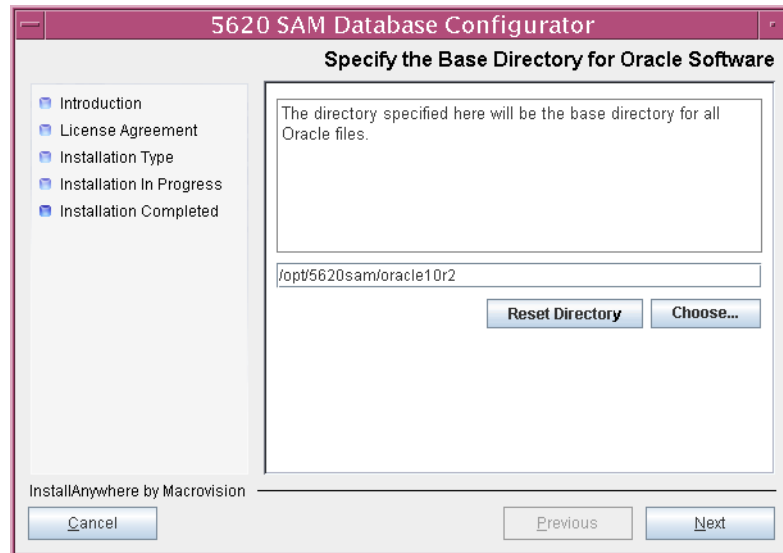 5620 SAM Database Configurator
Specify the Base Directory for Oracle Software
Introduction
License Agreement
Installation Type
Installation In Progress
Installation Completed
The directory specified here will be the base directory for all
Oracle files.
/opt/5620sam/oracle10r2
Reset Directory
Choose...
InstallAnywhere by Macrovision
Cancel
Previous
Next